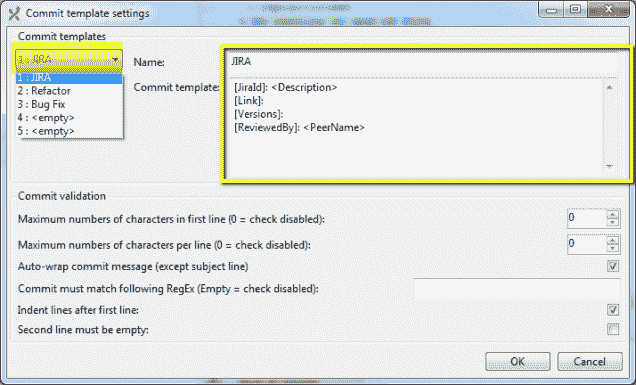 Commit template settings
Commit templates
1 : JIRA
Name:
JIRA
1 : JIRA
2 : Refactor
3 : Bug Fix
4 : <empty>
5 : <empty>
Commit template:
[JiraId]: <Description>
[Link]:
[Versions]:
[ReviewedBy]: <PeerName>
Commit validation
Maximum numbers of characters in first line (0 = check disabled):
0
Maximum numbers of characters per line (0 = check disabled):
0
Auto-wrap commit message (except subject line)
Commit must match following RegEx (Empty = check disabled):
Indent lines after first line:
Second line must be empty:
OK
Cancel